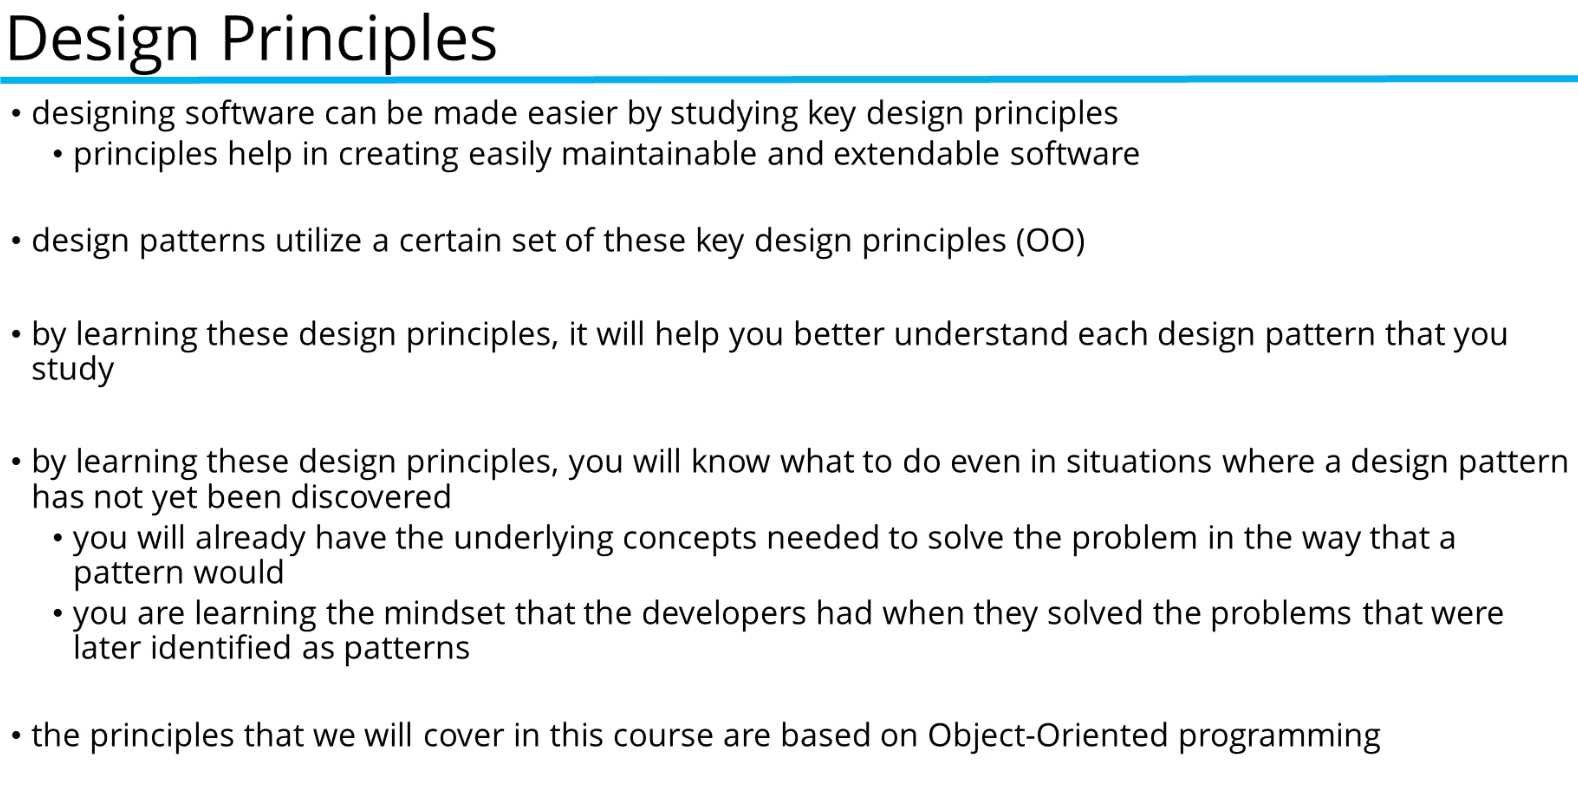 Design Principles
• designing software can be made easier by studying key design principles
• principles help in creating easily maintainable and extendable software
• design patterns utilize a certain set of these key design principles (OO)
• by learning these design principles, it will help you better understand each design pattern that you
study
• by learning these design principles, you will know what to do even in situations where a design pattern
has not yet been discovered
• you will already have the underlying concepts needed to solve the problem in the way that a
pattern would
• you are learning the mindset that the developers had when they solved the problems that were
later identified as patterns
• the principles that we will cover in this course are based on Object-Oriented programming